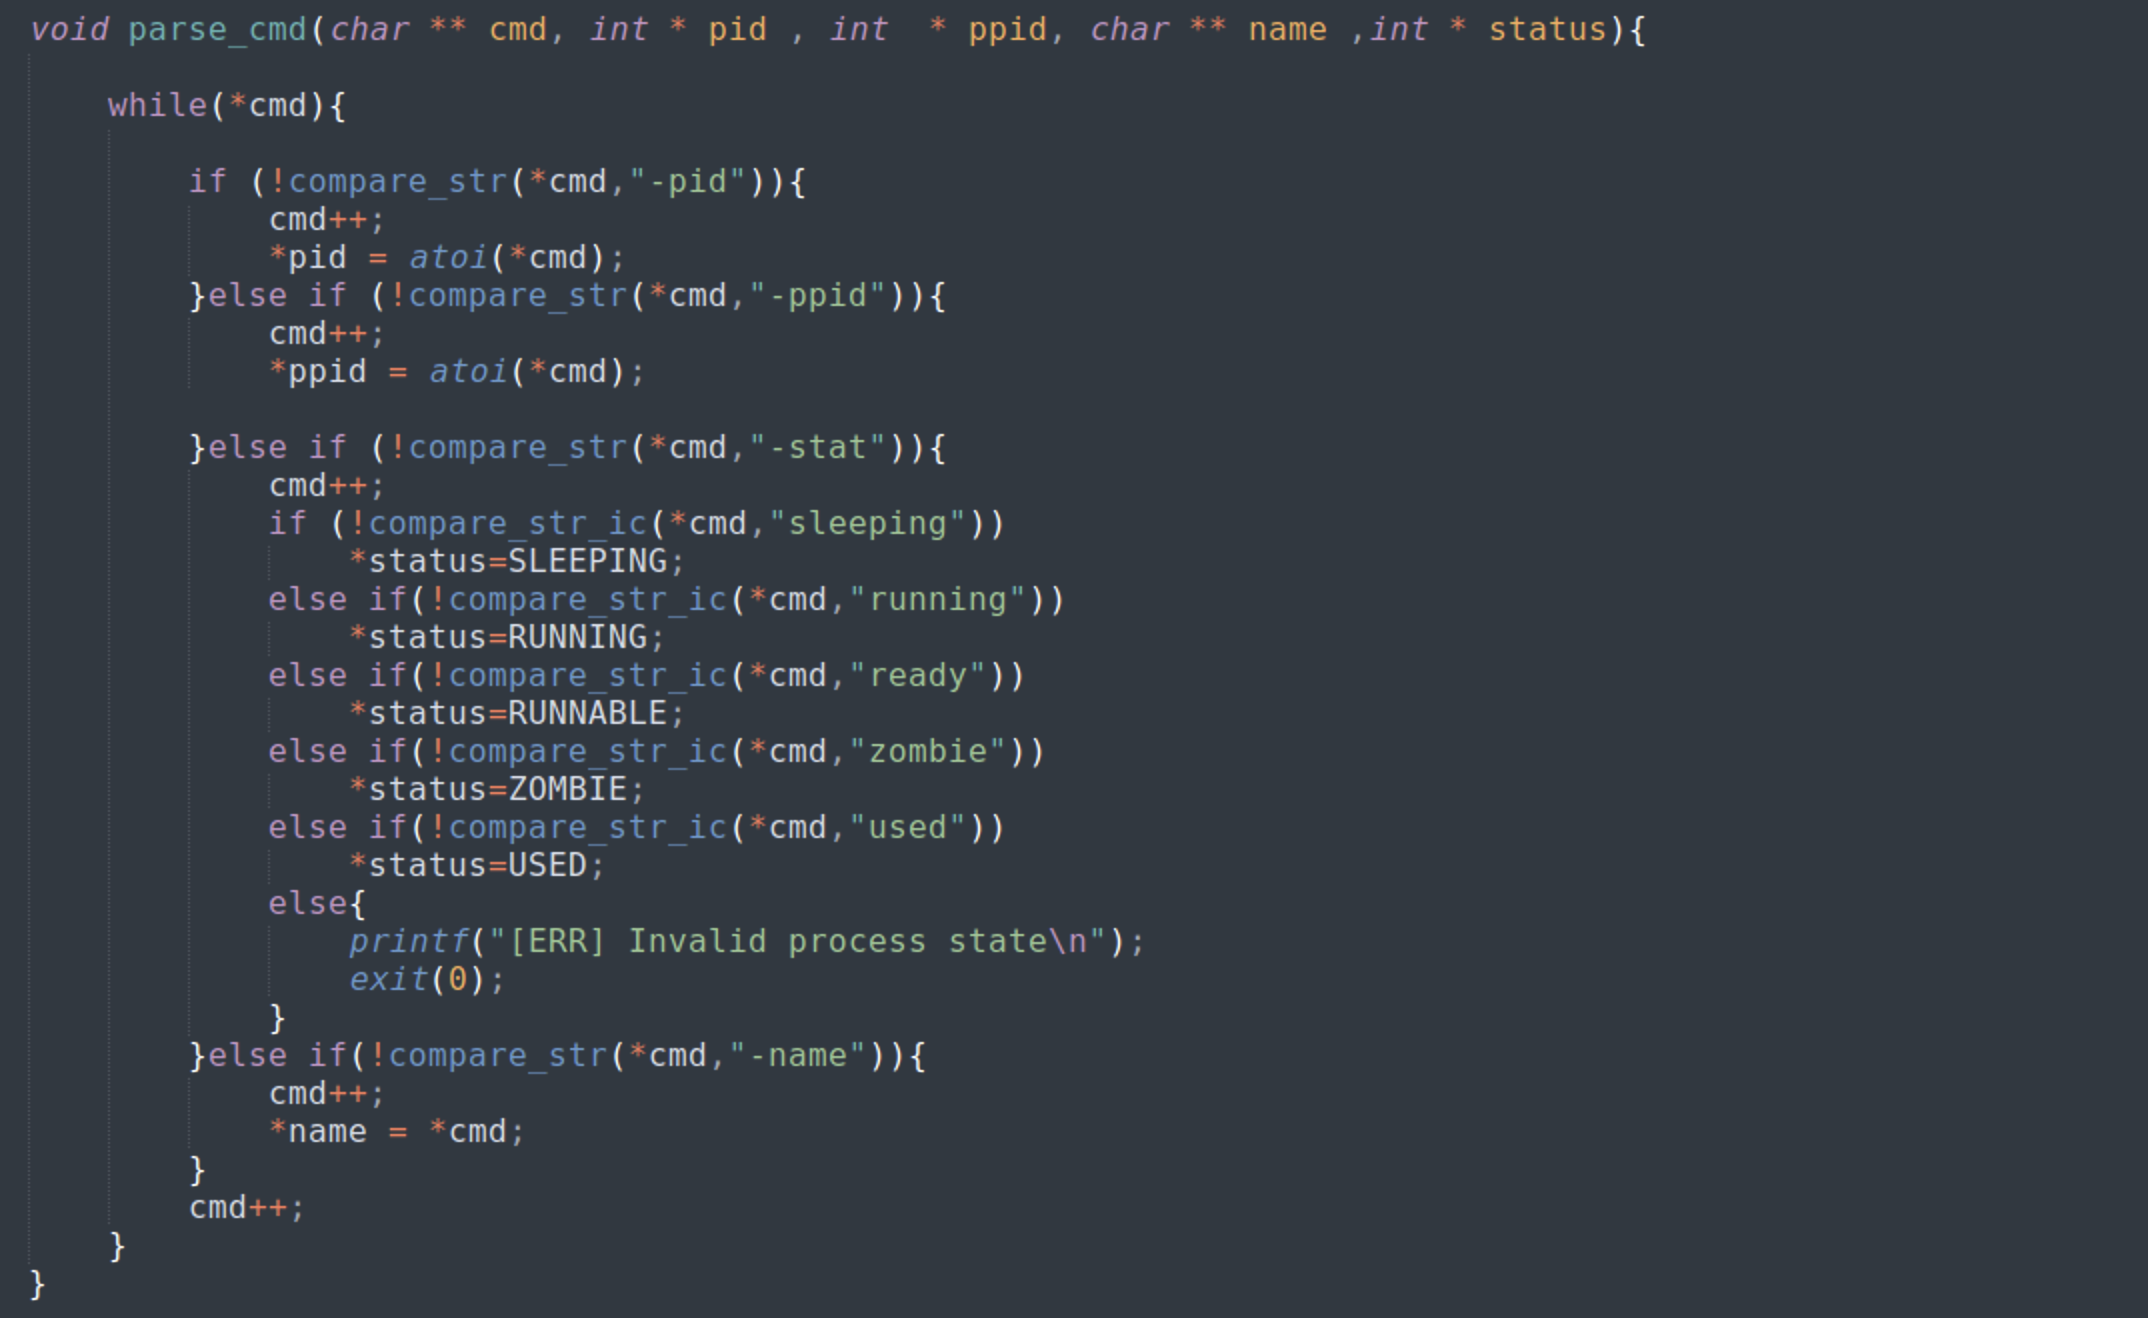 void parse_cmd(char ** cmd, int * pid , int  * ppid, char ** name ,int * status){
while(*cmd){
if (!compare_str(*cmd,"-pid")){
cmd++;
*pid = atoi(*cmd);
}else if (!compare_str(*cmd,"-ppid")){
cmd++;
*ppid = atoi(*cmd);
}else if (!compare_str(*cmd,"-stat")){
cmd++;
if (!compare_str_ic(*cmd,"sleeping"))
*status=SLEEPING;
else if(!compare_str_ic(*cmd,"running"))
*status=RUNNING;
else if(!compare_str_ic(*cmd,"ready"))
*status=RUNNABLE;
else if(!compare_str_ic(*cmd,"zombie"))
*status=ZOMBIE;
else if(!compare_str_ic(*cmd,"used"))
*status=USED;
else{
printf("[ERR] Invalid process state\n");
exit(0);
}
}else if(!compare_str(*cmd,"-name")){
cmd++;
*name = *cmd;
}
cmd++;
}
}